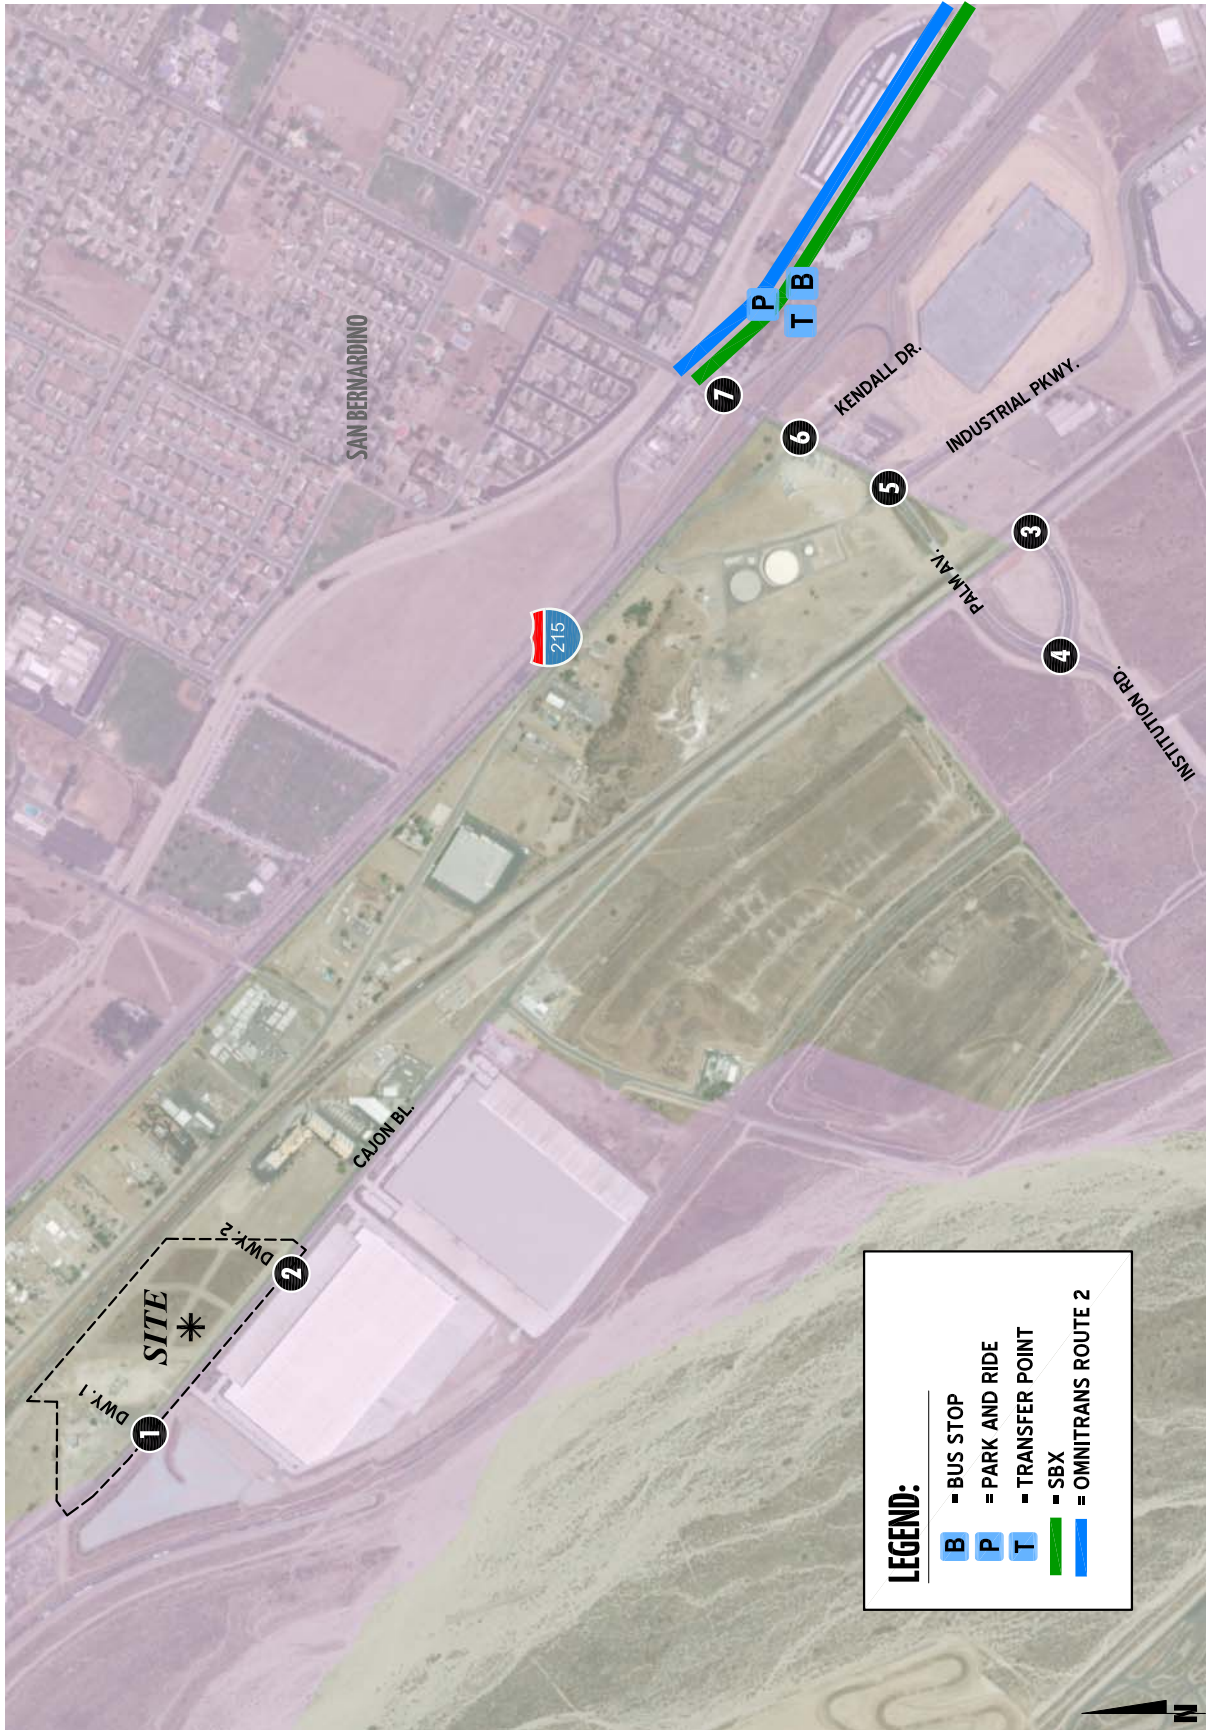 SAN BERNARDINO
215
SITE
DWY. 1
DWY. 2
1
2
CAJON BL.
7
P
T B
6
KENDALL DR.
5
INDUSTRIAL PKWY.
PALM AV.
3
4
INSTITUTION RD.
LEGEND:
B = BUS STOP
P = PARK AND RIDE
T = TRANSFER POINT
= SBX
= OMNITRANS ROUTE 2
N